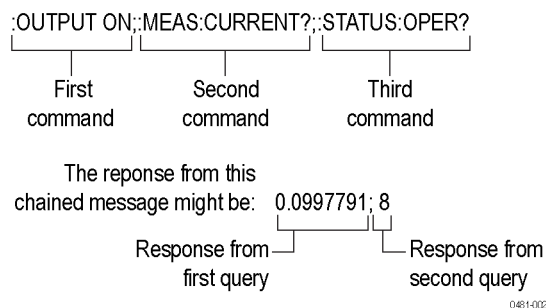 :OUTPUT ON;:MEAS:CURRENT?;:STATUS:OPER?
First command
Second command
Third command
The reponse from this
chained message might be: 0.0997791; 8
Response from first query
Response from second query
0481-002